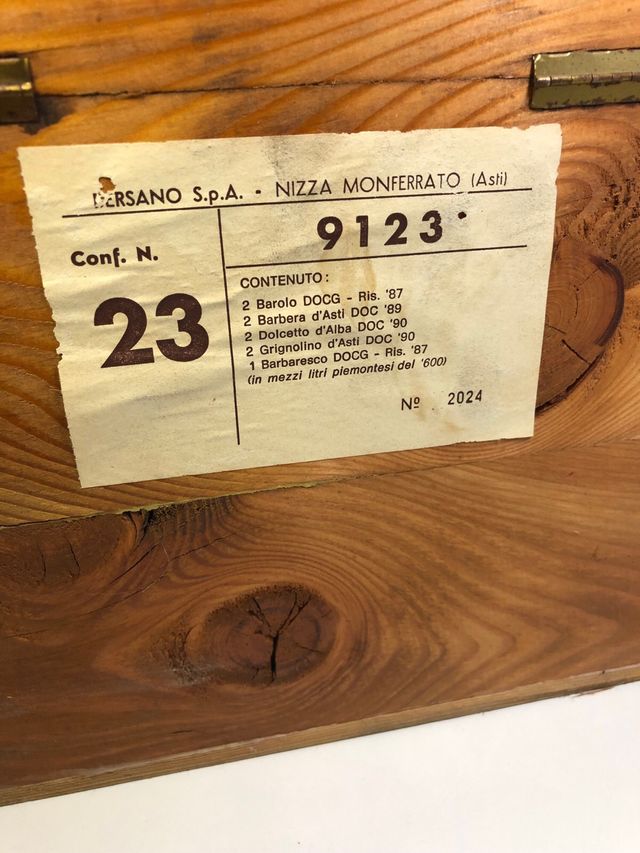 BERSANO S.p.A. - NIZZA MONFERRATO (Asti)
Conf. N.
23
9123
CONTENUTO:
2 Barolo DOCG - Ris. '87
2 Barbera d'Asti DOC '89
2 Dolcetto d'Alba DOC '90
2 Grignolino d'Asti DOC '90
1 Barbaresco DOCG - Ris. '87
(in mezzi litri piemontesi del '600)
Nº 2024